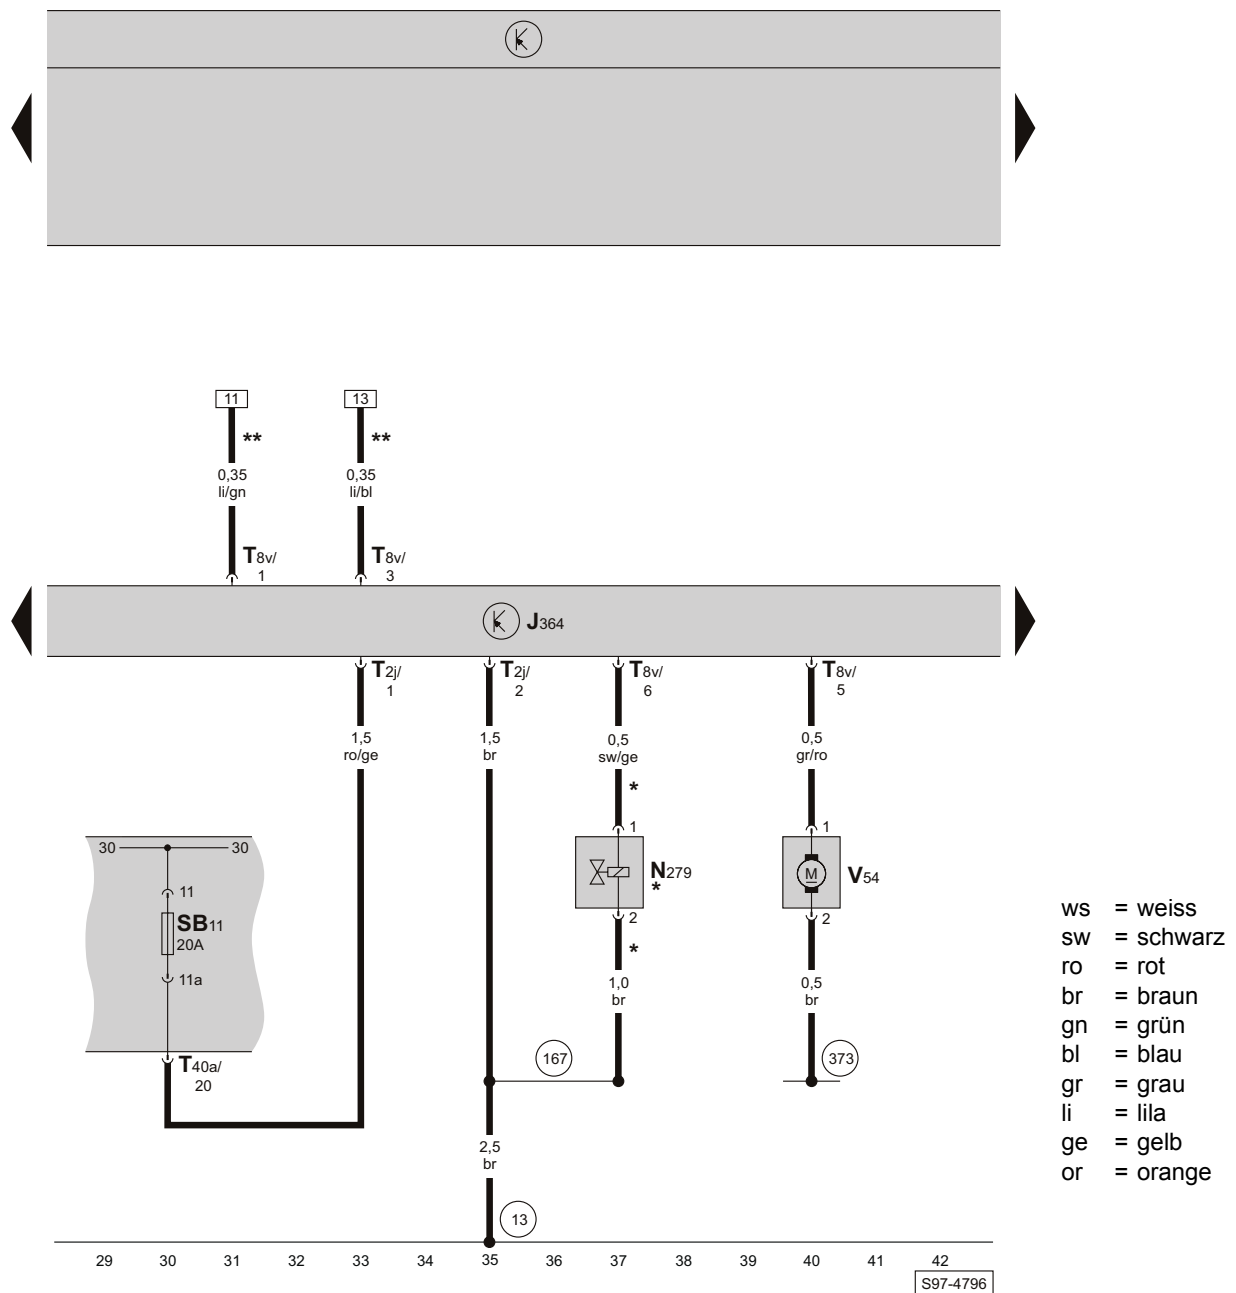 11
13
**
**
0,35
li/gn
0,35
li/bl
T8v/
1
T8v/
3
J364
T2j/
1
T2j/
2
T8v/
6
T8v/
5
1,5
ro/ge
1,5
br
0,5
sw/ge
*
0,5
gr/ro
1
1
30
30
11
SB11
20A
11a
N279
*
M
V54
2
2
*
1,0
br
0,5
br
T40a/
20
167
373
2,5
br
13
ws = weiss
sw = schwarz
ro = rot
br = braun
gn = grün
bl = blau
gr = grau
li = lila
ge = gelb
or = orange
29 30 31 32 33 34 35 36 37 38 39 40 41 42
S97-4796